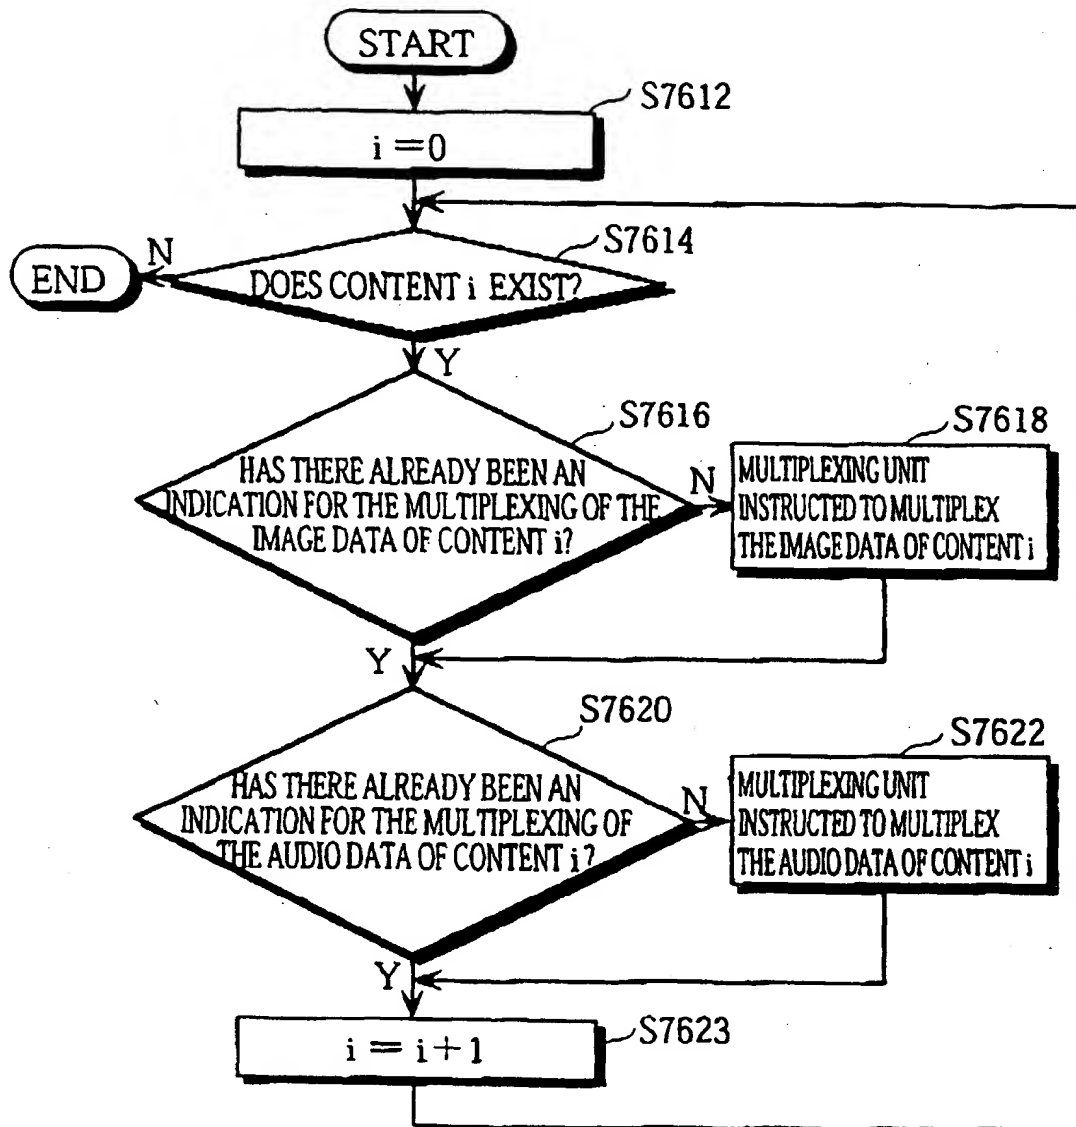 START
S7612
i=0
S7614
N
END
DOES CONTENT i EXIST?
Y
S7616
S7618
HAS THERE ALREADY BEEN AN
INDICATION FOR THE MULTIPLEXING OF THE
IMAGE DATA OF CONTENT i?
N
MULTIPLEXING UNIT
INSTRUCTED TO MULTIPLEX
THE IMAGE DATA OF CONTENT i
Y
S7620
S7622
HAS THERE ALREADY BEEN AN
INDICATION FOR THE MULTIPLEXING OF
THE AUDIO DATA OF CONTENT i?
N
MULTIPLEXING UNIT
INSTRUCTED TO MULTIPLEX
THE AUDIO DATA OF CONTENT i
Y
S7623
i = i+1